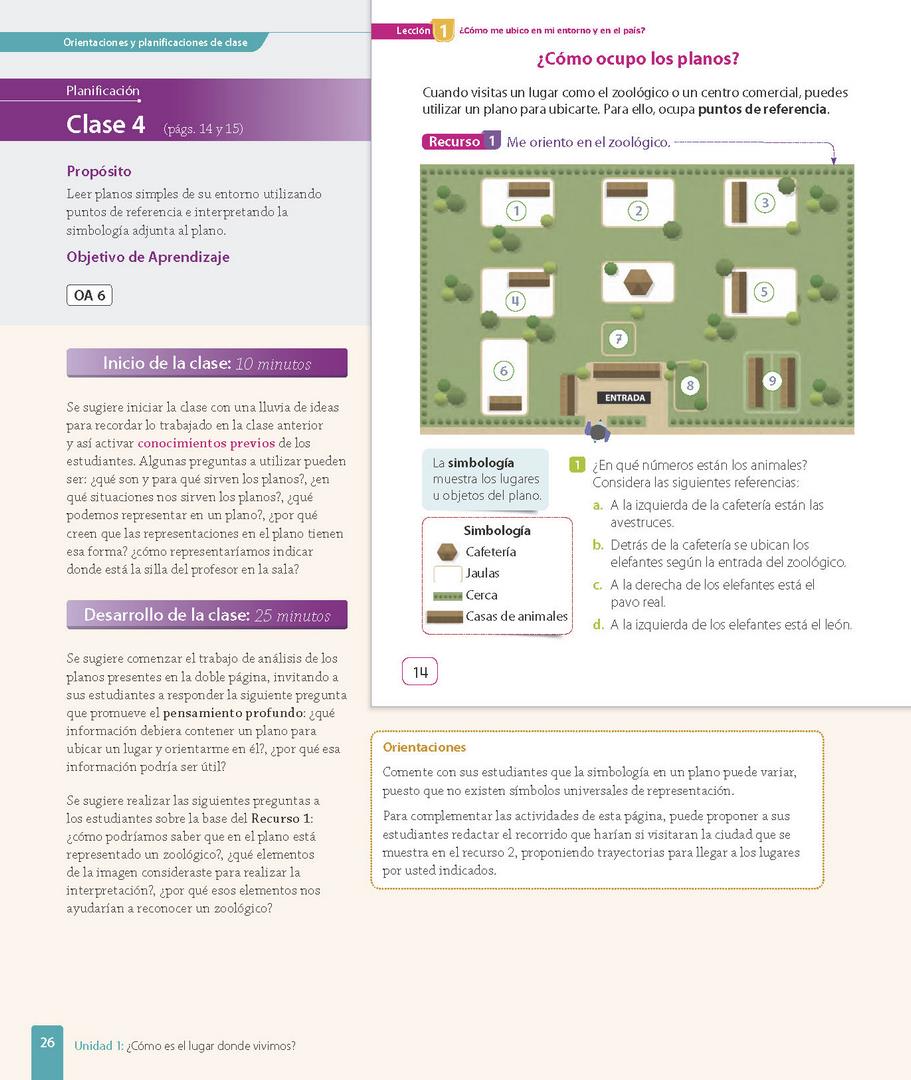 Orientaciones y planificaciones de clase
Planificación
Clase 4 (págs. 14 y 15)
Propósito
Leer planos simples de su entorno utilizando
puntos de referencia e interpretando la
simbología adjunta al plano.
Objetivo de Aprendizaje
OA 6
Inicio de la clase: 10 minutos
Se sugiere iniciar la clase con una lluvia de ideas
para recordar lo trabajado en la clase anterior
y así activar conocimientos previos de los
estudiantes. Algunas preguntas a utilizar pueden
ser: ¿qué son y para qué sirven los planos?, ¿en
qué situaciones nos sirven los planos?, ¿qué
podemos representar en un plano?, ¿por qué
creen que las representaciones en el plano tienen
esa forma? ¿cómo representaríamos indicar
donde está la silla del profesor en la sala?
Desarrollo de la clase: 25 minutos
Se sugiere comenzar el trabajo de análisis de los
planos presentes en la doble página, invitando a
sus estudiantes a responder la siguiente pregunta
que promueve el pensamiento profundo: ¿qué
información debiera contener un plano para
ubicar un lugar y orientarme en él?, ¿por qué esa
información podría ser útil?
Se sugiere realizar las siguientes preguntas a
los estudiantes sobre la base del Recurso 1:
¿cómo podríamos saber que en el plano está
representado un zoológico?, ¿qué elementos
de la imagen consideraste para realizar la
interpretación?, ¿por qué esos elementos nos
ayudarían a reconocer un zoológico?
Lección 1 ¿Cómo me ubico en mi entorno y en el país?
¿Cómo ocupo los planos?
Cuando visitas un lugar como el zoológico o un centro comercial, puedes
utilizar un plano para ubicarte. Para ello, ocupa puntos de referencia.
Recurso 1 Me oriento en el zoológico.
1
2
3
4
5
6
7
8
9
ENTRADA
La simbología
muestra los lugares
u objetos del plano.
Simbología
Cafetería
Jaulas
Cerca
Casas de animales
1 ¿En qué números están los animales?
Considera las siguientes referencias:
a. A la izquierda de la cafetería están las
avestruces.
b. Detrás de la cafetería se ubican los
elefantes según la entrada del zoológico.
c. A la derecha de los elefantes está el
pavo real.
d. A la izquierda de los elefantes está el león.
14
Orientaciones
Comente con sus estudiantes que la simbología en un plano puede variar,
puesto que no existen símbolos universales de representación.
Para complementar las actividades de esta página, puede proponer a sus
estudiantes redactar el recorrido que harían si visitaran la ciudad que se
muestra en el recurso 2, proponiendo trayectorias para llegar a los lugares
por usted indicados.
26 Unidad 1: ¿Cómo es el lugar donde vivimos?